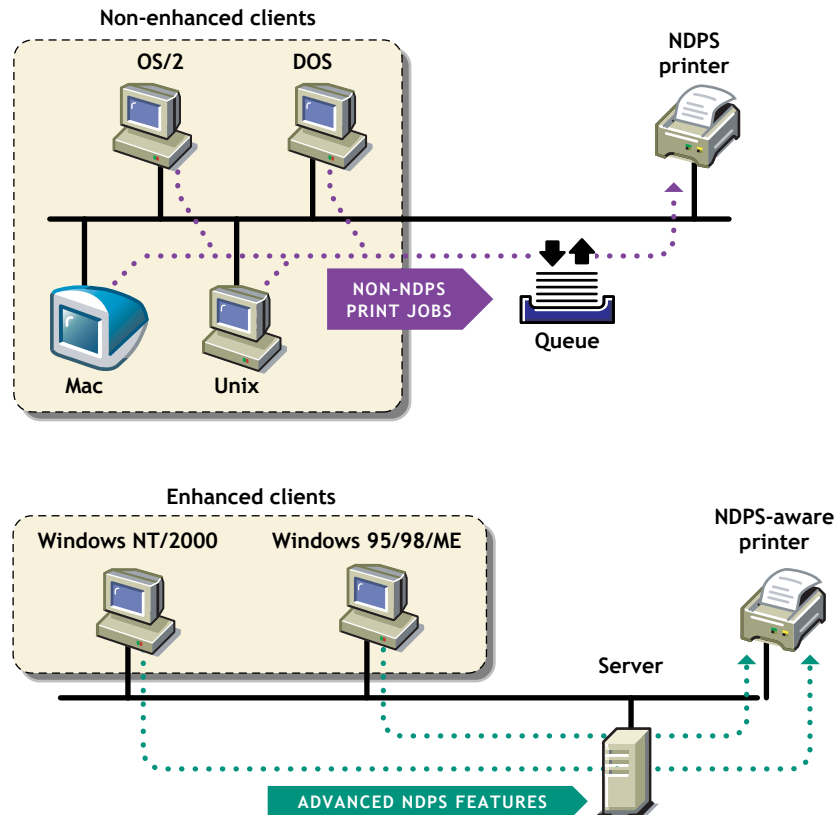 Non-enhanced clients
OS/2
DOS
NDPS
printer
NON-NDPS
PRINT JOBS
Queue
Mac
Unix
Enhanced clients
Windows NT/2000
Windows 95/98/ME
NDPS-aware
printer
Server
ADVANCED NDPS FEATURES